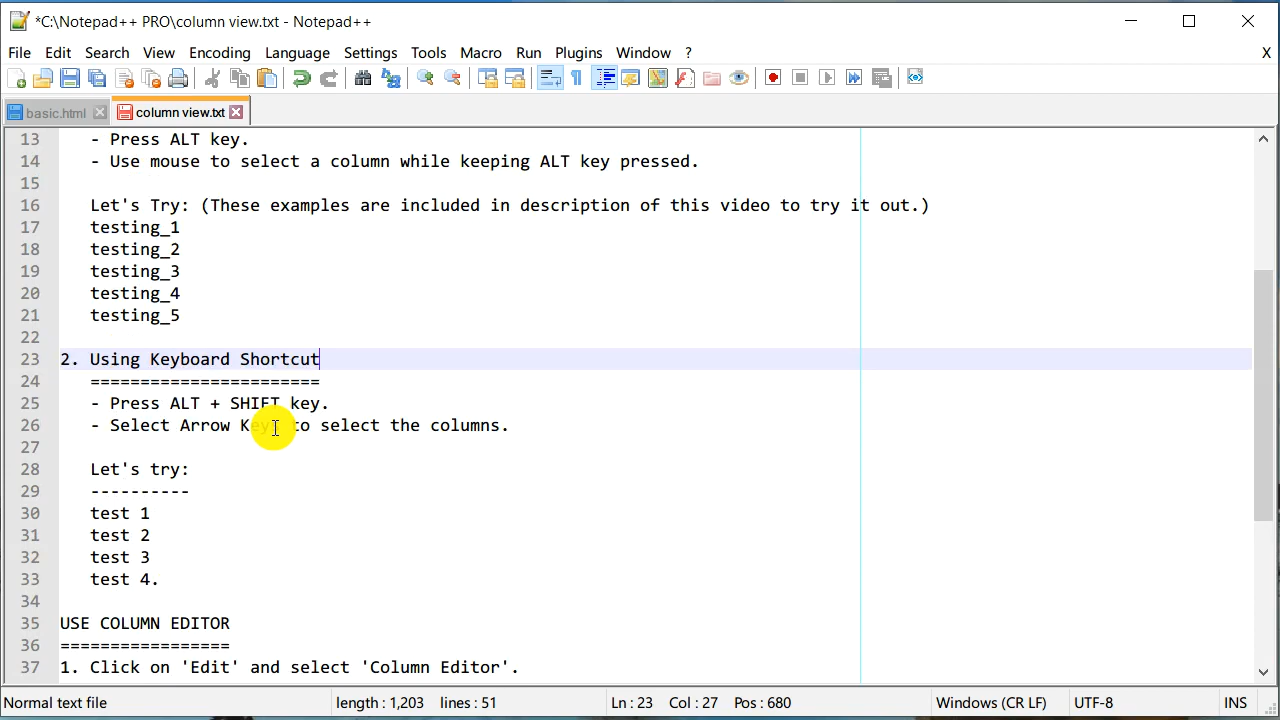 *C:\Notepad++ PRO\column view.txt - Notepad++
File Edit Search View Encoding Language Settings Tools Macro Run Plugins Window ? X
basic.html column view.txt
13 - Press ALT key.
14 - Use mouse to select a column while keeping ALT key pressed.
15
16 Let's Try: (These examples are included in description of this video to try it out.)
17 testing_1
18 testing_2
19 testing_3
20 testing_4
21 testing_5
22
23 2. Using Keyboard Shortcut
24 =======================
25 - Press ALT + SHIFT key.
26 - Select Arrow Keys to select the columns.
27
28 Let's try:
29 ----------
30 test 1
31 test 2
32 test 3
33 test 4.
34
35 USE COLUMN EDITOR
36 =================
37 1. Click on 'Edit' and select 'Column Editor'.
Normal text file length : 1,203 lines : 51 Ln : 23 Col : 27 Pos : 680 Windows (CR LF) UTF-8 INS